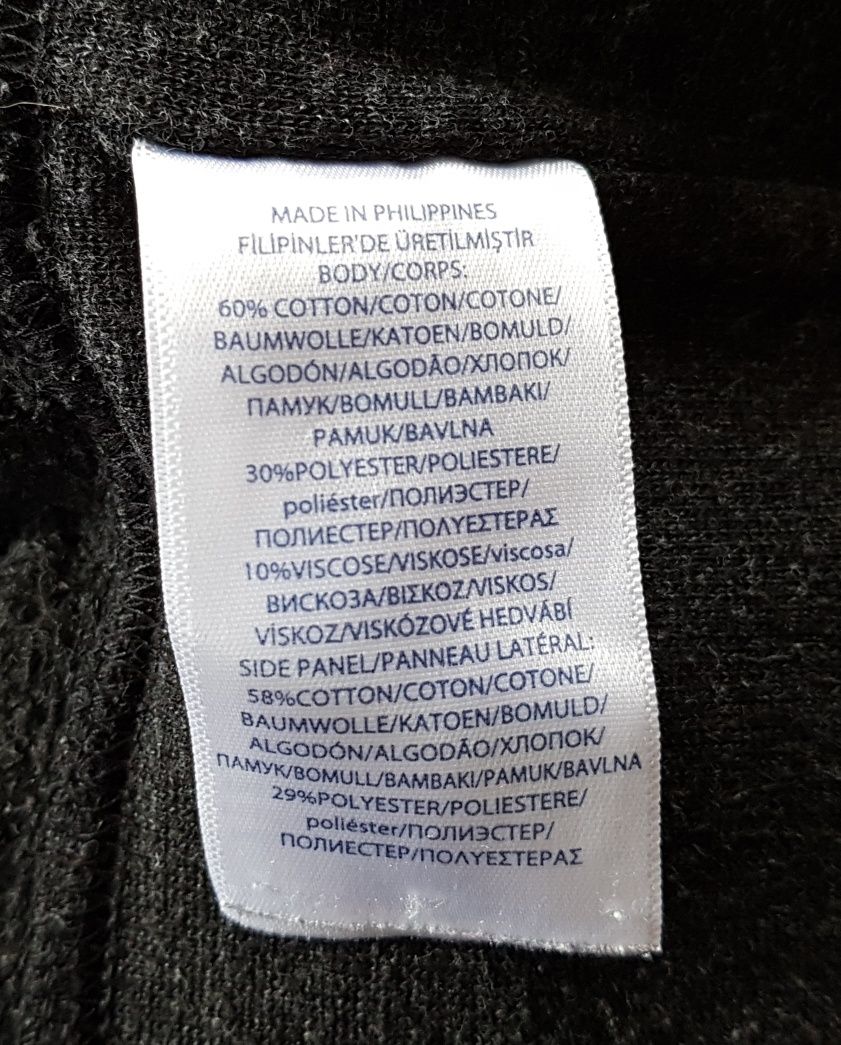 MADE IN PHILIPPINES
FİLİPİNLER'DE ÜRETİLMİŞTİR
BODY/CORPS:
60% COTTON/COTON/COTONE/
BAUMWOLLE/KATOEN/BOMULD/
ALGODÓN/ALGODÃO/ХЛОПОК/
ПАМУК/BOMULL/BAMBAKI/
PAMUK/BAVLNA
30%POLYESTER/POLIESTERE/
poliéster/ПОЛИЭСТЕР/
ПОЛИЕСТЕР/ΠΟΛΥΕΣΤΕΡΑΣ
10%VISCOSE/VISKOSE/viscosa/
ВИСКОЗА/ΒΙΣΚΟΖ/VISKOS/
VİSKOZ/VISKÓZOVÉ HEDVÁBÍ
SIDE PANEL/PANNEAU LATÉRAL:
58%COTTON/COTON/COTONE/
BAUMWOLLE/KATOEN/BOMULD/
ALGODÓN/ALGODÃO/ХЛОПОК/
ПАМУК/BOMULL/BAMBAKI/PAMUK/BAVLNA
29%POLYESTER/POLIESTERE/
poliéster/ПОЛИЭСТЕР/
ПОЛИЕСТЕР/ΠΟΛΥΕΣΤΕΡΑΣ